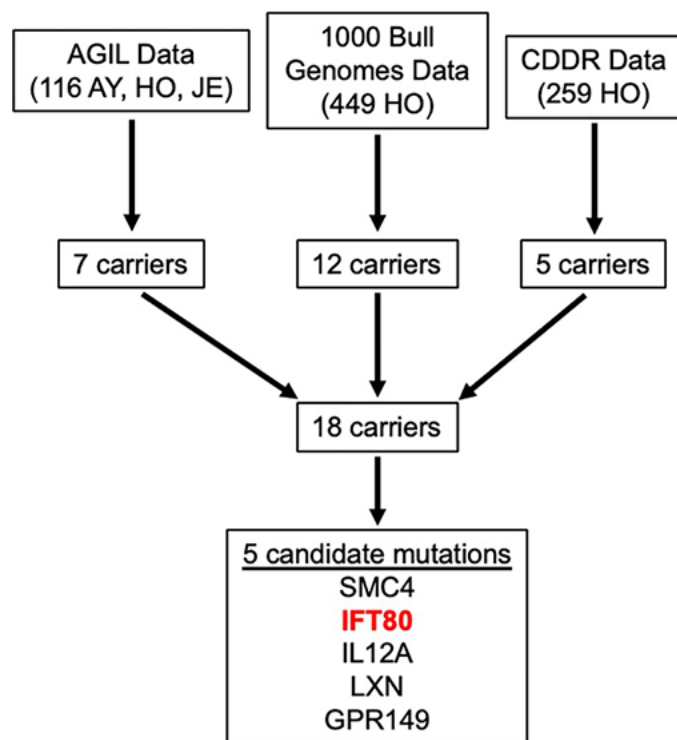 AGIL Data
(116 AY, HO, JE)
1000 Bull
Genomes Data
(449 HO)
CDDR Data
(259 HO)
7 carriers
12 carriers
5 carriers
18 carriers
5 candidate mutations
SMC4
IFT80
IL12A
LXN
GPR149